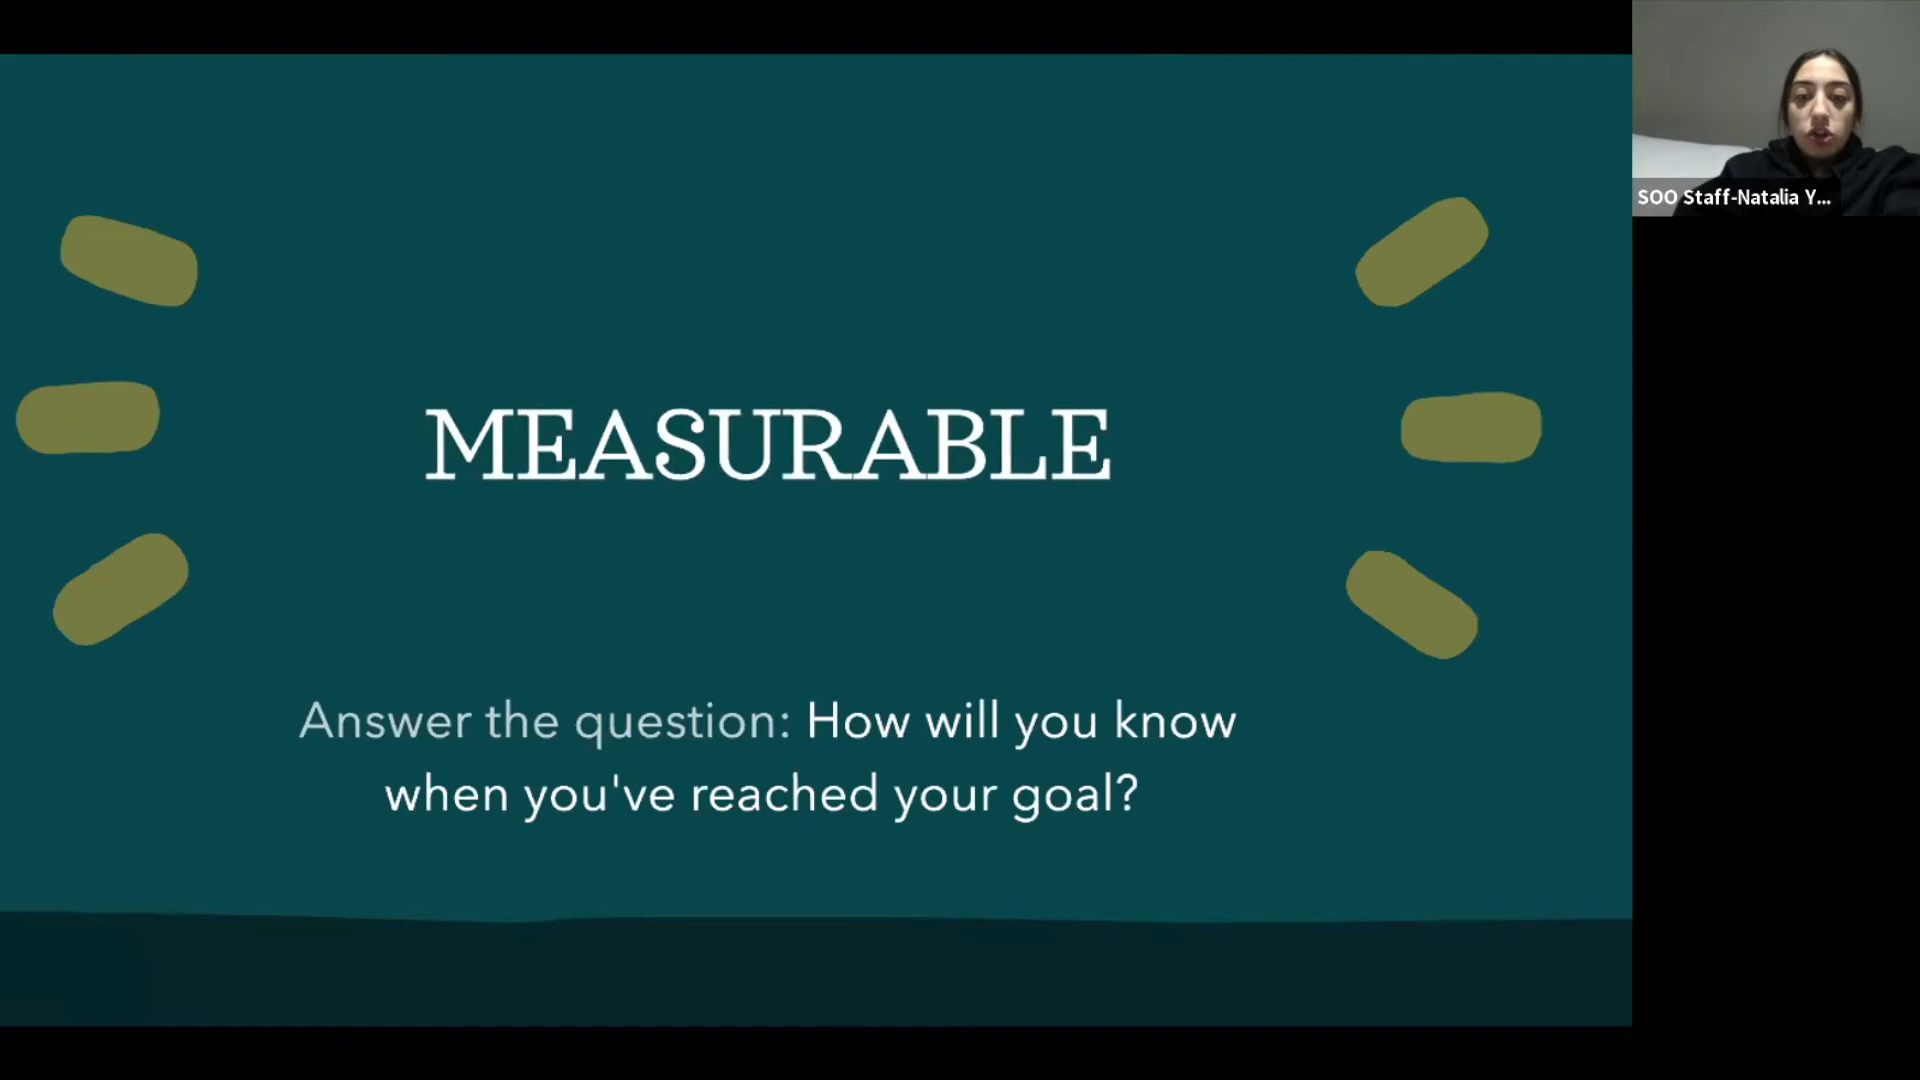 MEASURABLE
Answer the question: How will you know
when you've reached your goal?
SOO Staff-Natalia Y...